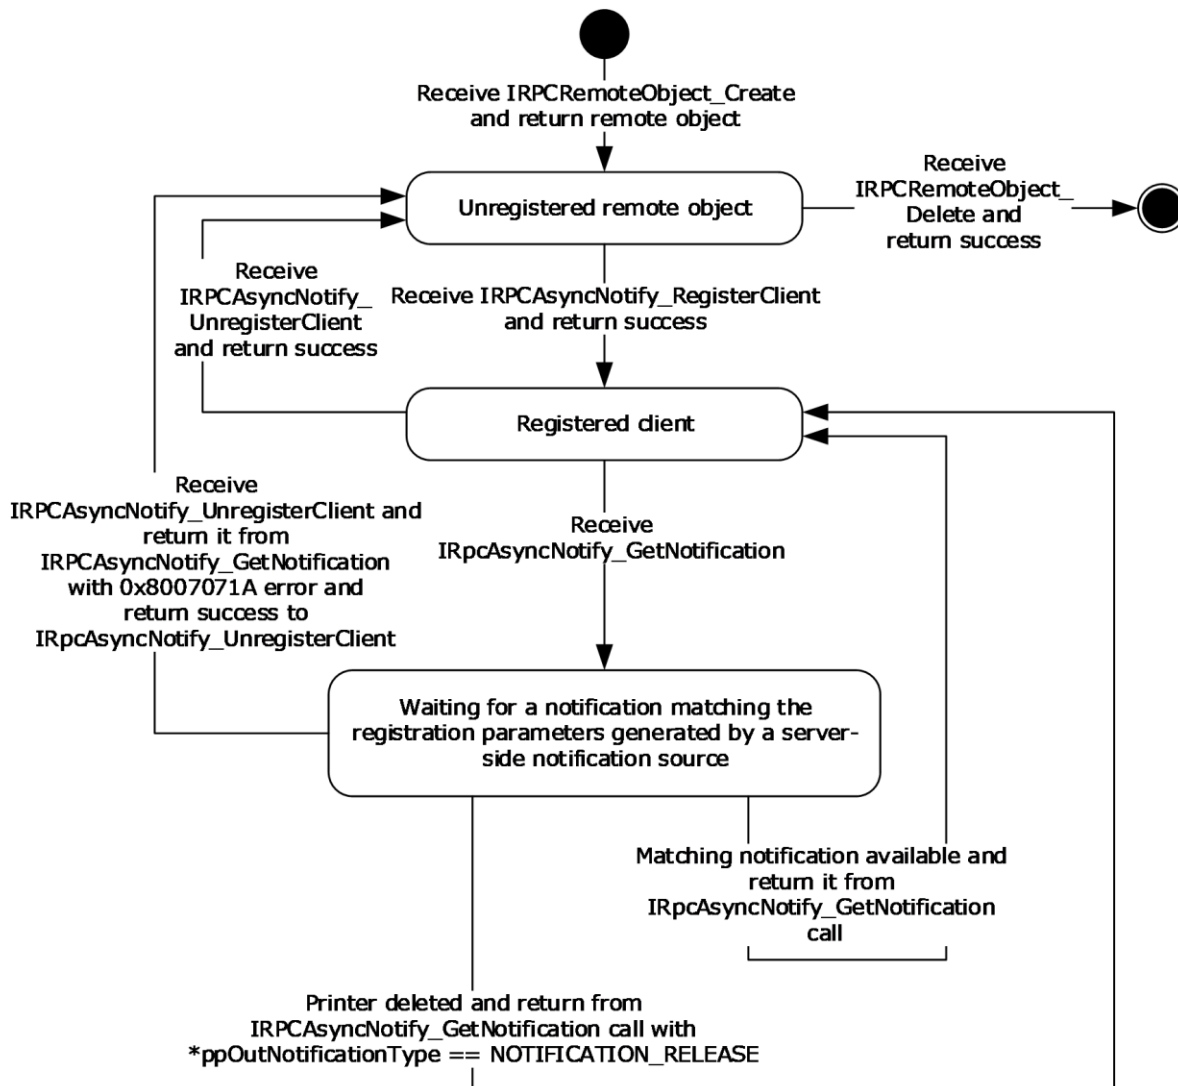 Receive IRPCRemoteObject_Create
and return remote object
Receive
IRPCRemoteObject_
Delete and
return success
Unregistered remote object
Receive
IRPCAsyncNotify_
UnregisterClient
and return success
Receive IRPCAsyncNotify_RegisterClient
and return success
Registered client
Receive
IRPCAsyncNotify_UnregisterClient and
return it from
IRPCAsyncNotify_GetNotification
with 0x8007071A error and
return success to
IRpcAsyncNotify_UnregisterClient
Receive
IRpcAsyncNotify_GetNotification
Waiting for a notification matching the
registration parameters generated by a server-
side notification source
Matching notification available and
return it from
IRpcAsyncNotify_GetNotification
call
Printer deleted and return from
IRPCAsyncNotify_GetNotification call with
*ppOutNotificationType == NOTIFICATION_RELEASE